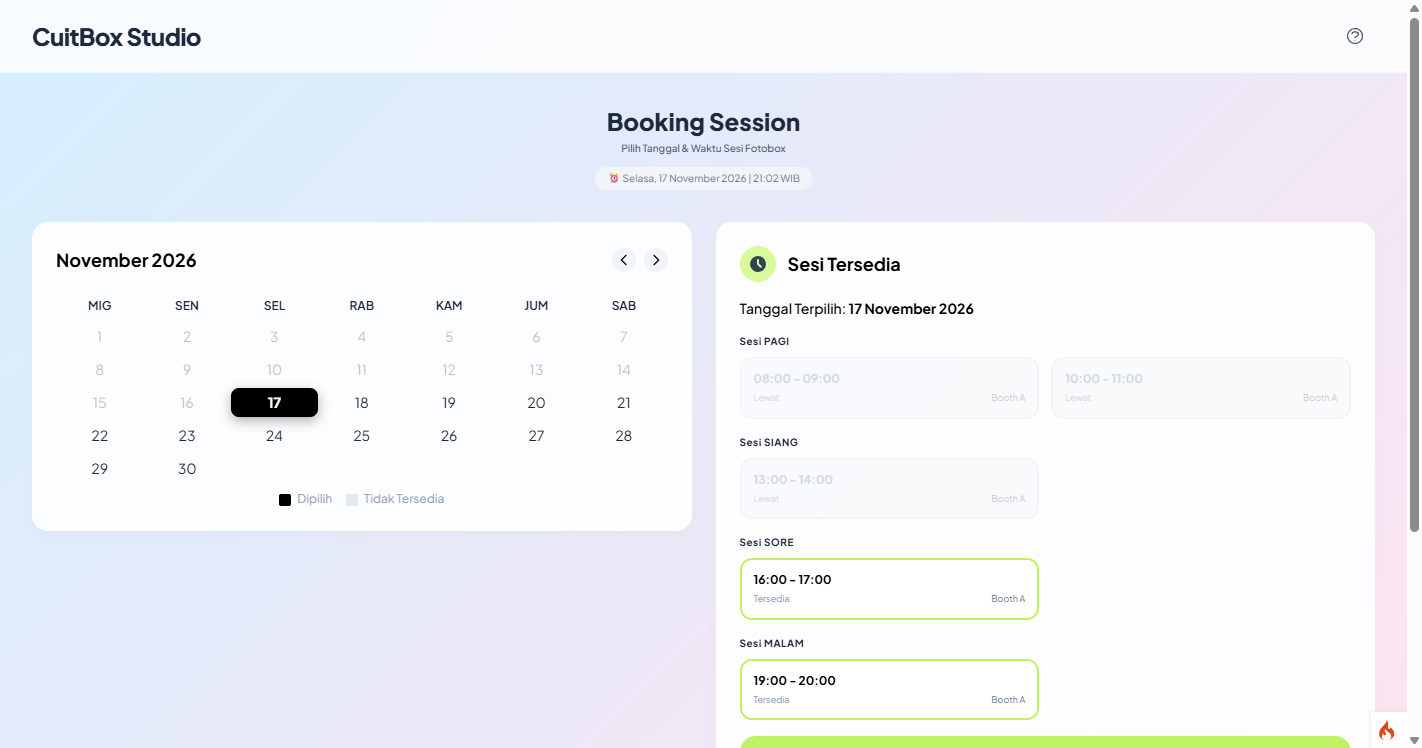 CuitBox Studio
Booking Session
Pilih Tanggal & Waktu Sesi Fotobox
Selasa, 17 November 2026 | 21:02 WIB
November 2026
MIG SEN SEL RAB KAM JUM SAB
1 2 3 4 5 6 7
8 9 10 11 12 13 14
15 16 17 18 19 20 21
22 23 24 25 26 27 28
29 30
Dipilih Tidak Tersedia
Sesi Tersedia
Tanggal Terpilih: 17 November 2026
Sesi PAGI
08:00 - 09:00
Lewat Booth A
10:00 - 11:00
Lewat Booth A
Sesi SIANG
13:00 - 14:00
Lewat Booth A
Sesi SORE
16:00 - 17:00
Tersedia Booth A
Sesi MALAM
19:00 - 20:00
Tersedia Booth A